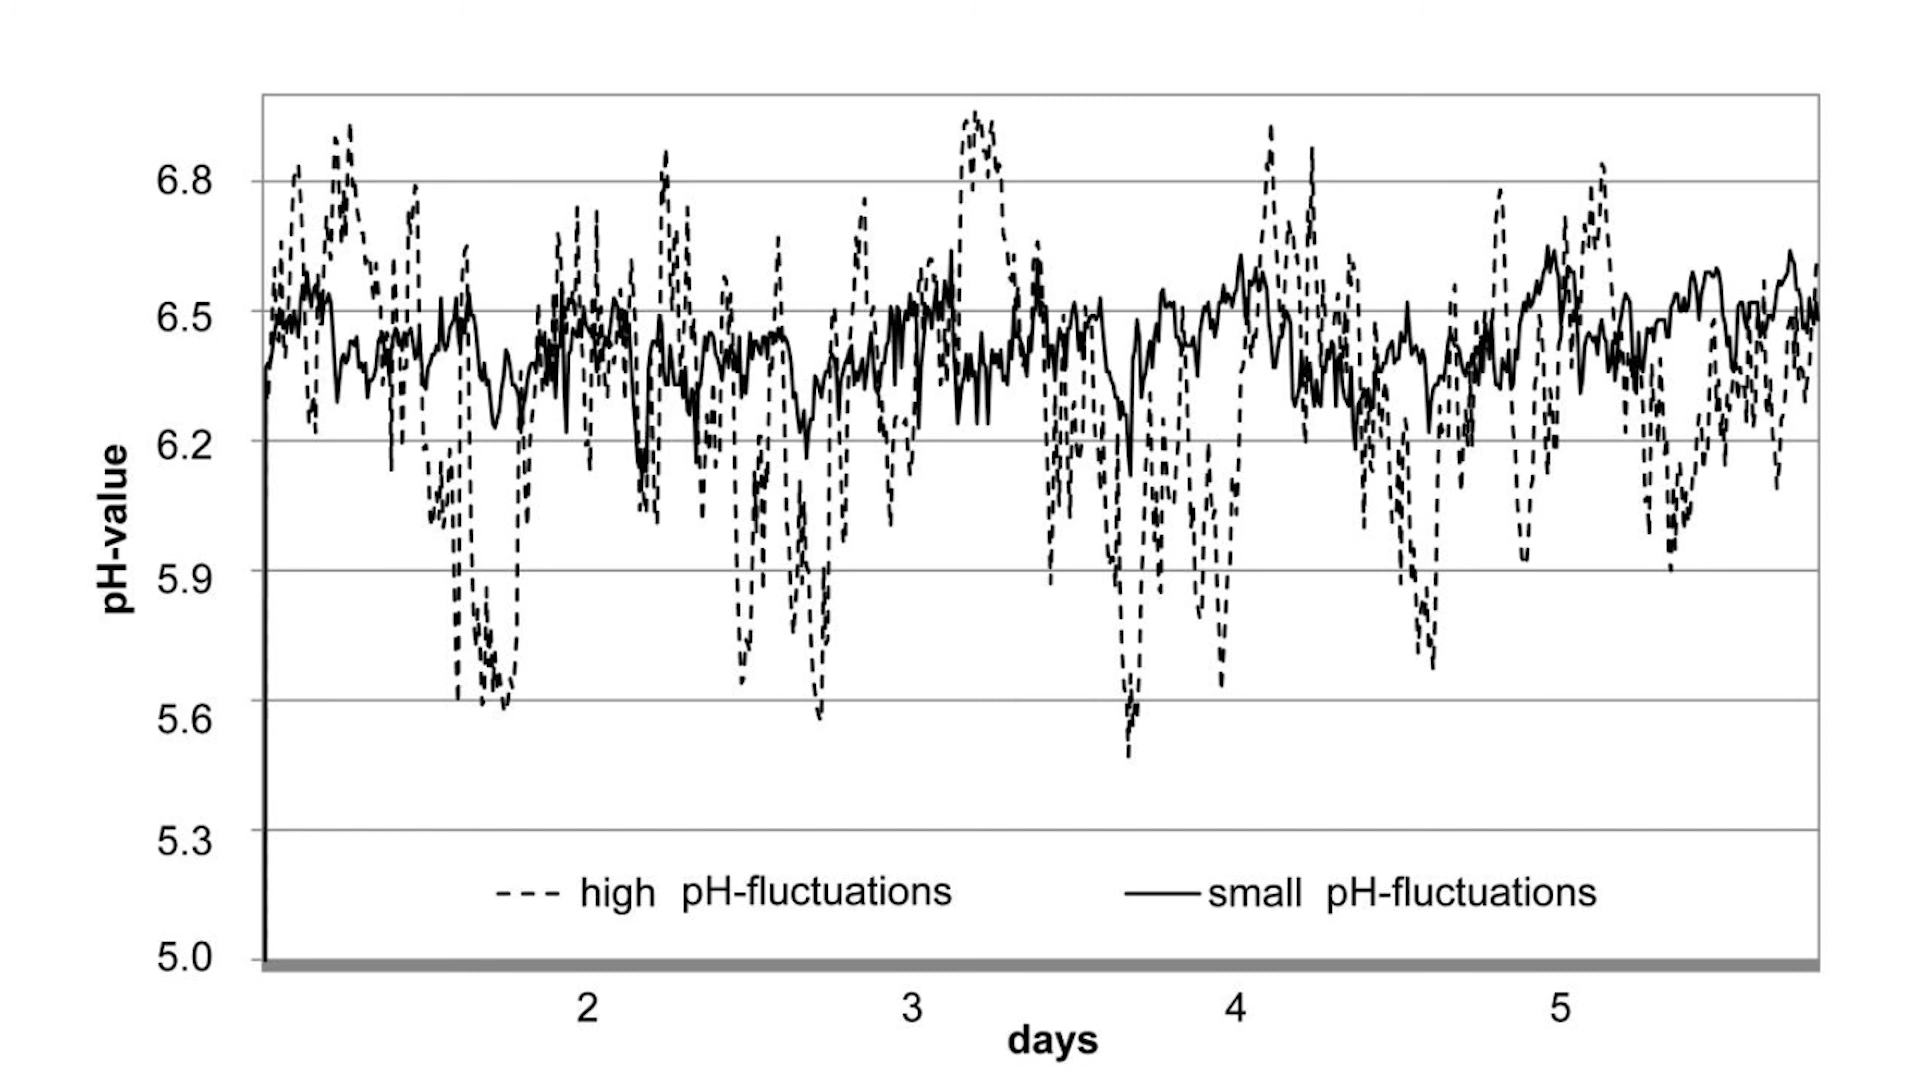 6.8
6.5
6.2
5.9
5.6
5.3
5.0
pH-value
high pH-fluctuations
small pH-fluctuations
2 3 4 5
days